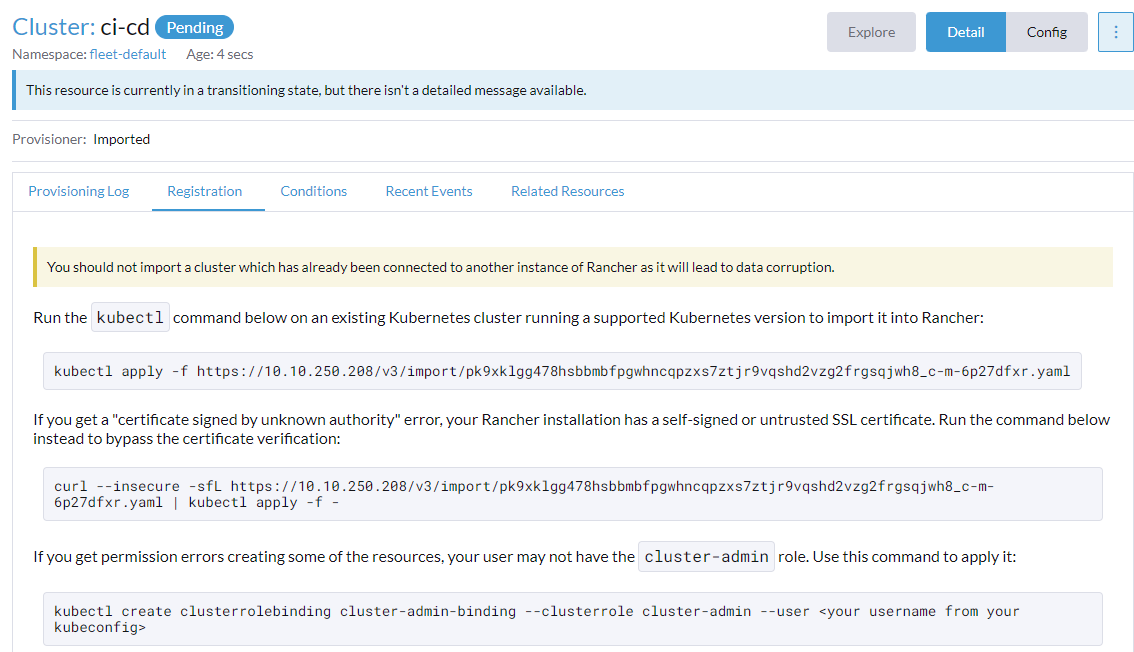 Cluster: ci-cd Pending
Explore
Detail
Config
Namespace: fleet-default Age: 4 secs
This resource is currently in a transitioning state, but there isn't a detailed message available.
Provisioner: Imported
Provisioning Log
Registration
Conditions
Recent Events
Related Resources
You should not import a cluster which has already been connected to another instance of Rancher as it will lead to data corruption.
Run the kubectl command below on an existing Kubernetes cluster running a supported Kubernetes version to import it into Rancher:
kubectl apply -f https://10.10.250.208/v3/import/pk9xklgg478hsbbmbfpgwhncqpzxs7ztjr9vqshd2vzg2frgsqjwh8_c-m-6p27dfxr.yaml
If you get a "certificate signed by unknown authority" error, your Rancher installation has a self-signed or untrusted SSL certificate. Run the command below
instead to bypass the certificate verification:
curl --insecure -sfL https://10.10.250.208/v3/import/pk9xklgg478hsbbmbfpgwhncqpzxs7ztjr9vqshd2vzg2frgsqjwh8_c-m-
6p27dfxr.yaml | kubectl apply -f -
If you get permission errors creating some of the resources, your user may not have the cluster-admin role. Use this command to apply it:
kubectl create clusterrolebinding cluster-admin-binding --clusterrole cluster-admin --user <your username from your
kubeconfig>